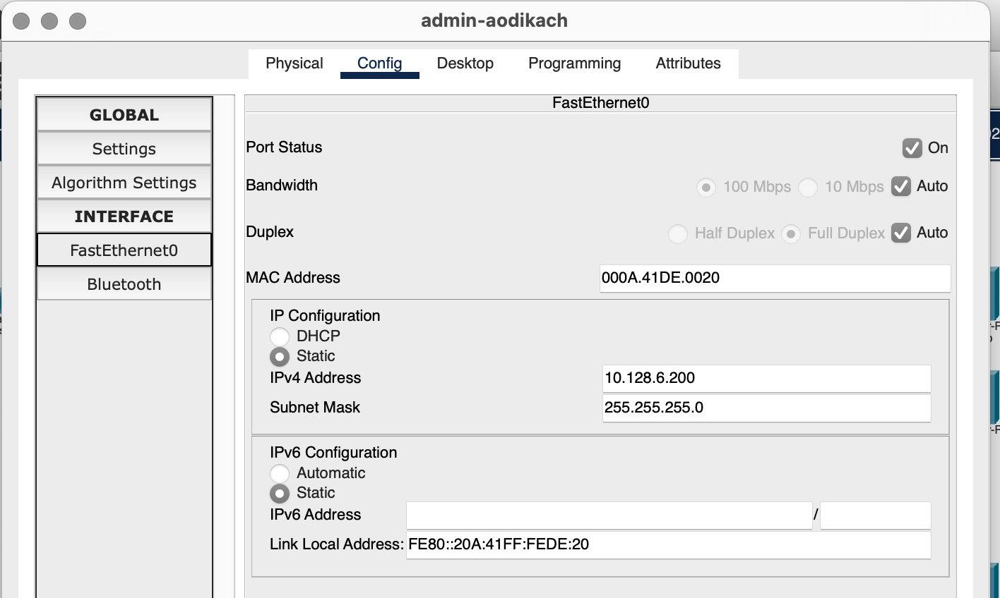 admin-aodikach
Physical Config Desktop Programming Attributes
GLOBAL
Settings
Algorithm Settings
INTERFACE
FastEthernet0
Bluetooth
FastEthernet0
Port Status On
Bandwidth 100 Mbps 10 Mbps Auto
Duplex Half Duplex Full Duplex Auto
MAC Address 000A.41DE.0020
IP Configuration
DHCP
Static
IPv4 Address 10.128.6.200
Subnet Mask 255.255.255.0
IPv6 Configuration
Automatic
Static
IPv6 Address /
Link Local Address: FE80::20A:41FF:FEDE:20